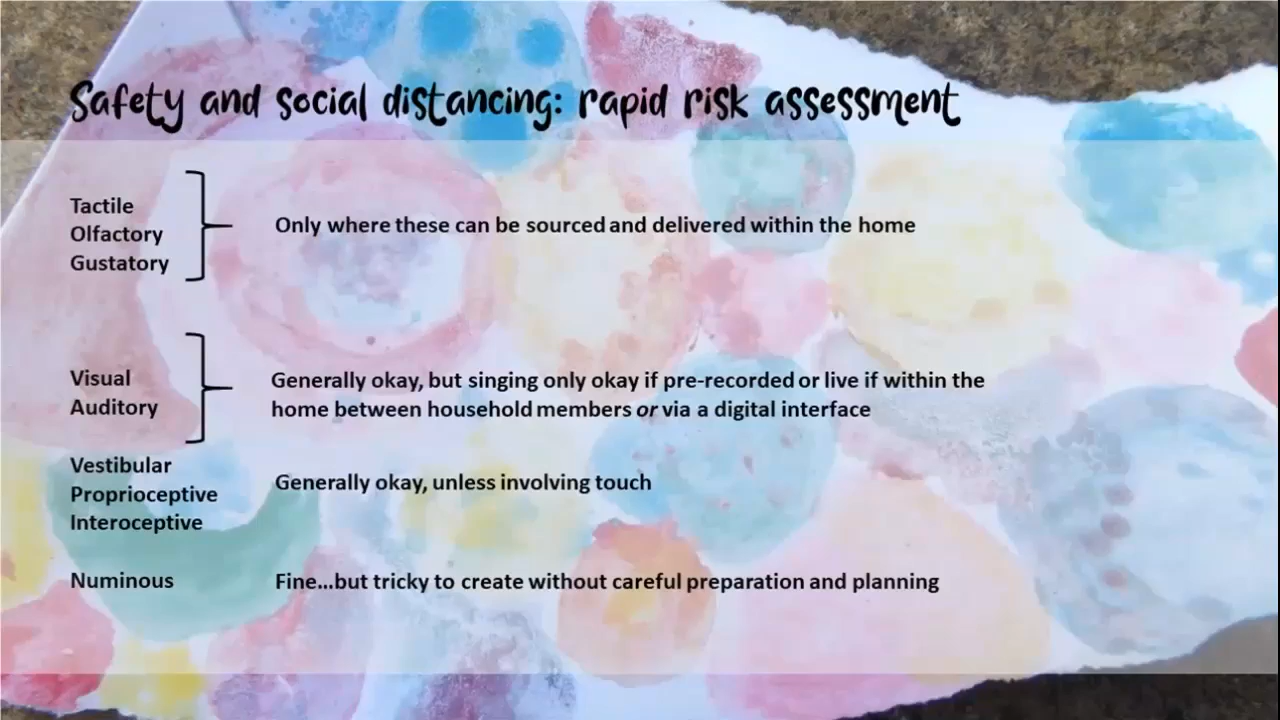 Safety and social distancing: rapid risk assessment
Tactile
Olfactory
Gustatory
Only where these can be sourced and delivered within the home
Visual
Auditory
Generally okay, but singing only okay if pre-recorded or live if within the
home between household members or via a digital interface
Vestibular
Proprioceptive
Interoceptive
Generally okay, unless involving touch
Numinous
Fine...but tricky to create without careful preparation and planning